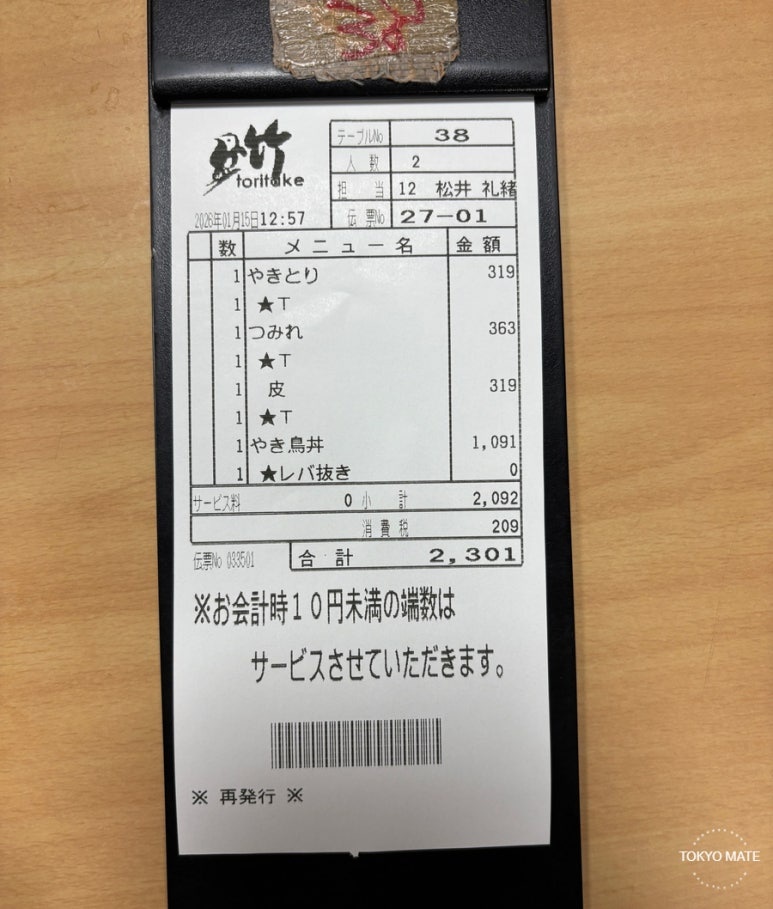 鳥竹
toritake
テーブルNo 38
人数 2
担当 12 松井 礼緒
2026年01月15日12:57 伝票No 27-01
数 メニュー名 金額
1 やきとり 319
1 ★T
1 つみれ 363
1 ★T
1 皮 319
1 ★T
1 やき鳥丼 1,091
1 ★レバ抜き 0
サービス料 0 小計 2,092
消費税 209
伝票No 033501 合計 2,301
※お会計時10円未満の端数は
サービスさせていただきます。
※ 再発行 ※
TOKYO MATE